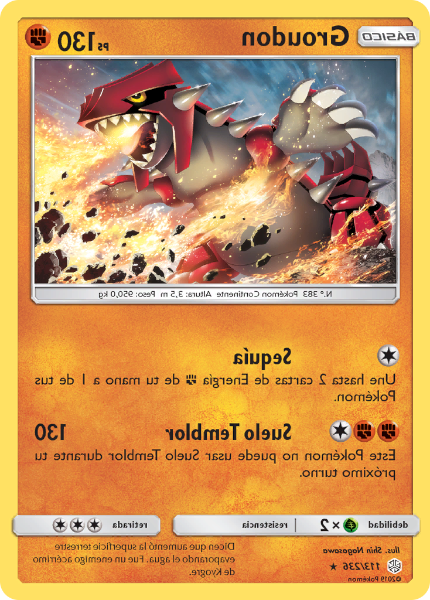 BÁSICO Groudon PS 130
N.º 383 Pokémon Continente Altura: 3,5 m Peso: 950,0 kg
Sequía
Une hasta 2 cartas de Energía de tu mano a 1 de tus
Pokémon.
Suelo Temblor 130
Este Pokémon no puede usar Suelo Temblor durante tu
próximo turno.
debilidad ×2 resistencia retirada
Ilus. Shin Nagasawa
113/236 ★
©2019 Pokémon
Dicen que aumentó la superficie terrestre
evaporando el agua. Fue un enemigo acérrimo
de Kyogre.